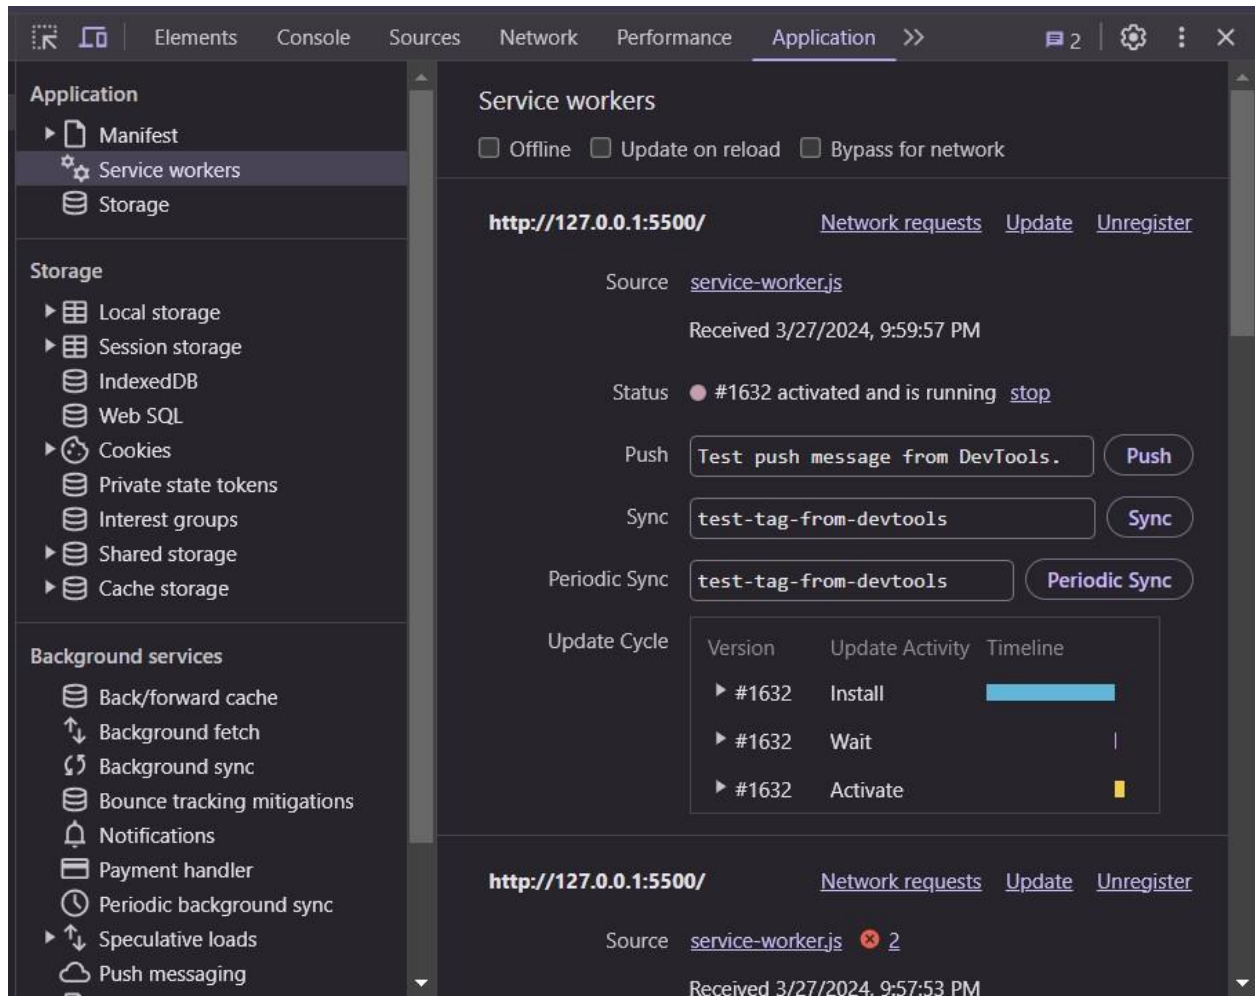 Elements Console Sources Network Performance Application 2
Application
Manifest
Service workers
Storage
Storage
Local storage
Session storage
IndexedDB
Web SQL
Cookies
Private state tokens
Interest groups
Shared storage
Cache storage
Background services
Back/forward cache
Background fetch
Background sync
Bounce tracking mitigations
Notifications
Payment handler
Periodic background sync
Speculative loads
Push messaging
Service workers
Offline Update on reload Bypass for network
http://127.0.0.1:5500/ Network requests Update Unregister
Source service-worker.js
Received 3/27/2024, 9:59:57 PM
Status #1632 activated and is running stop
Push Test push message from DevTools. Push
Sync test-tag-from-devtools Sync
Periodic Sync test-tag-from-devtools Periodic Sync
Update Cycle Version Update Activity Timeline
#1632 Install
#1632 Wait
#1632 Activate
http://127.0.0.1:5500/ Network requests Update Unregister
Source service-worker.js 2
Received 3/27/2024, 9:57:53 PM